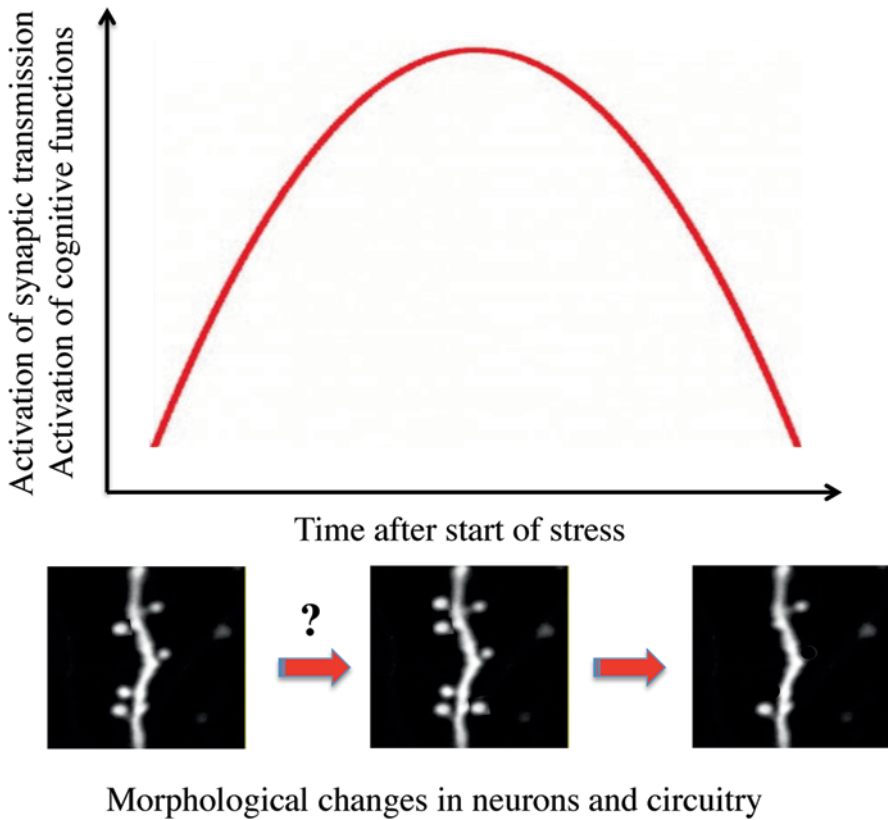 Activation of synaptic transmission
Activation of cognitive functions
Time after start of stress
?
Morphological changes in neurons and circuitry